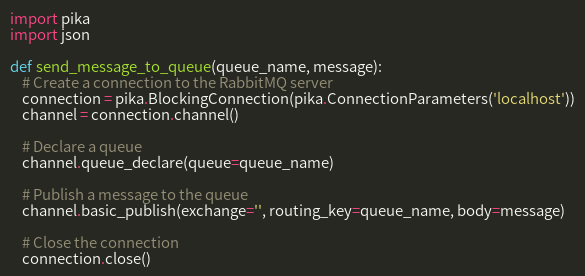 import pika
import json

def send_message_to_queue(queue_name, message):
    # Create a connection to the RabbitMQ server
    connection = pika.BlockingConnection(pika.ConnectionParameters('localhost'))
    channel = connection.channel()

    # Declare a queue
    channel.queue_declare(queue=queue_name)

    # Publish a message to the queue
    channel.basic_publish(exchange='', routing_key=queue_name, body=message)

    # Close the connection
    connection.close()